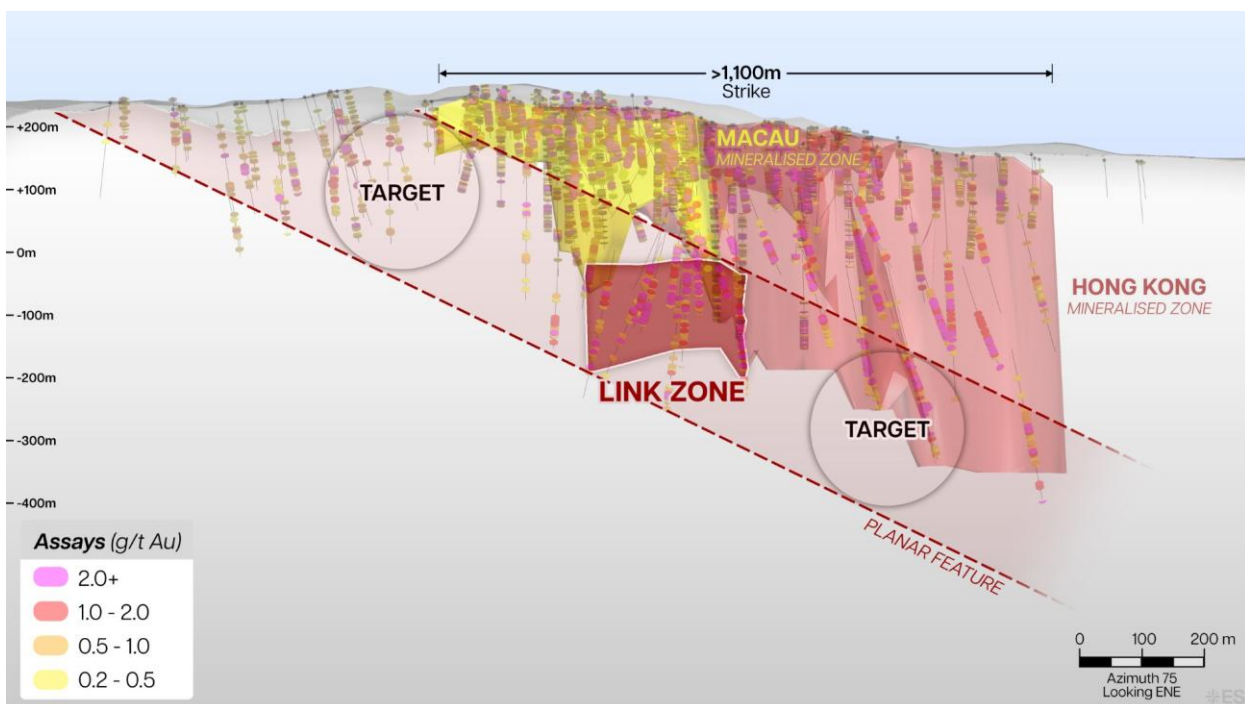 >1,100m
Strike
+200m
+100m
0m
-100m
-200m
-300m
-400m
TARGET
MACAU
MINERALISED ZONE
HONG KONG
MINERALISED ZONE
LINK ZONE
TARGET
PLANAR FEATURE
Assays (g/t Au)
2.0+
1.0 - 2.0
0.5 - 1.0
0.2 - 0.5
0 100 200 m
Azimuth 75
Looking ENE
ES